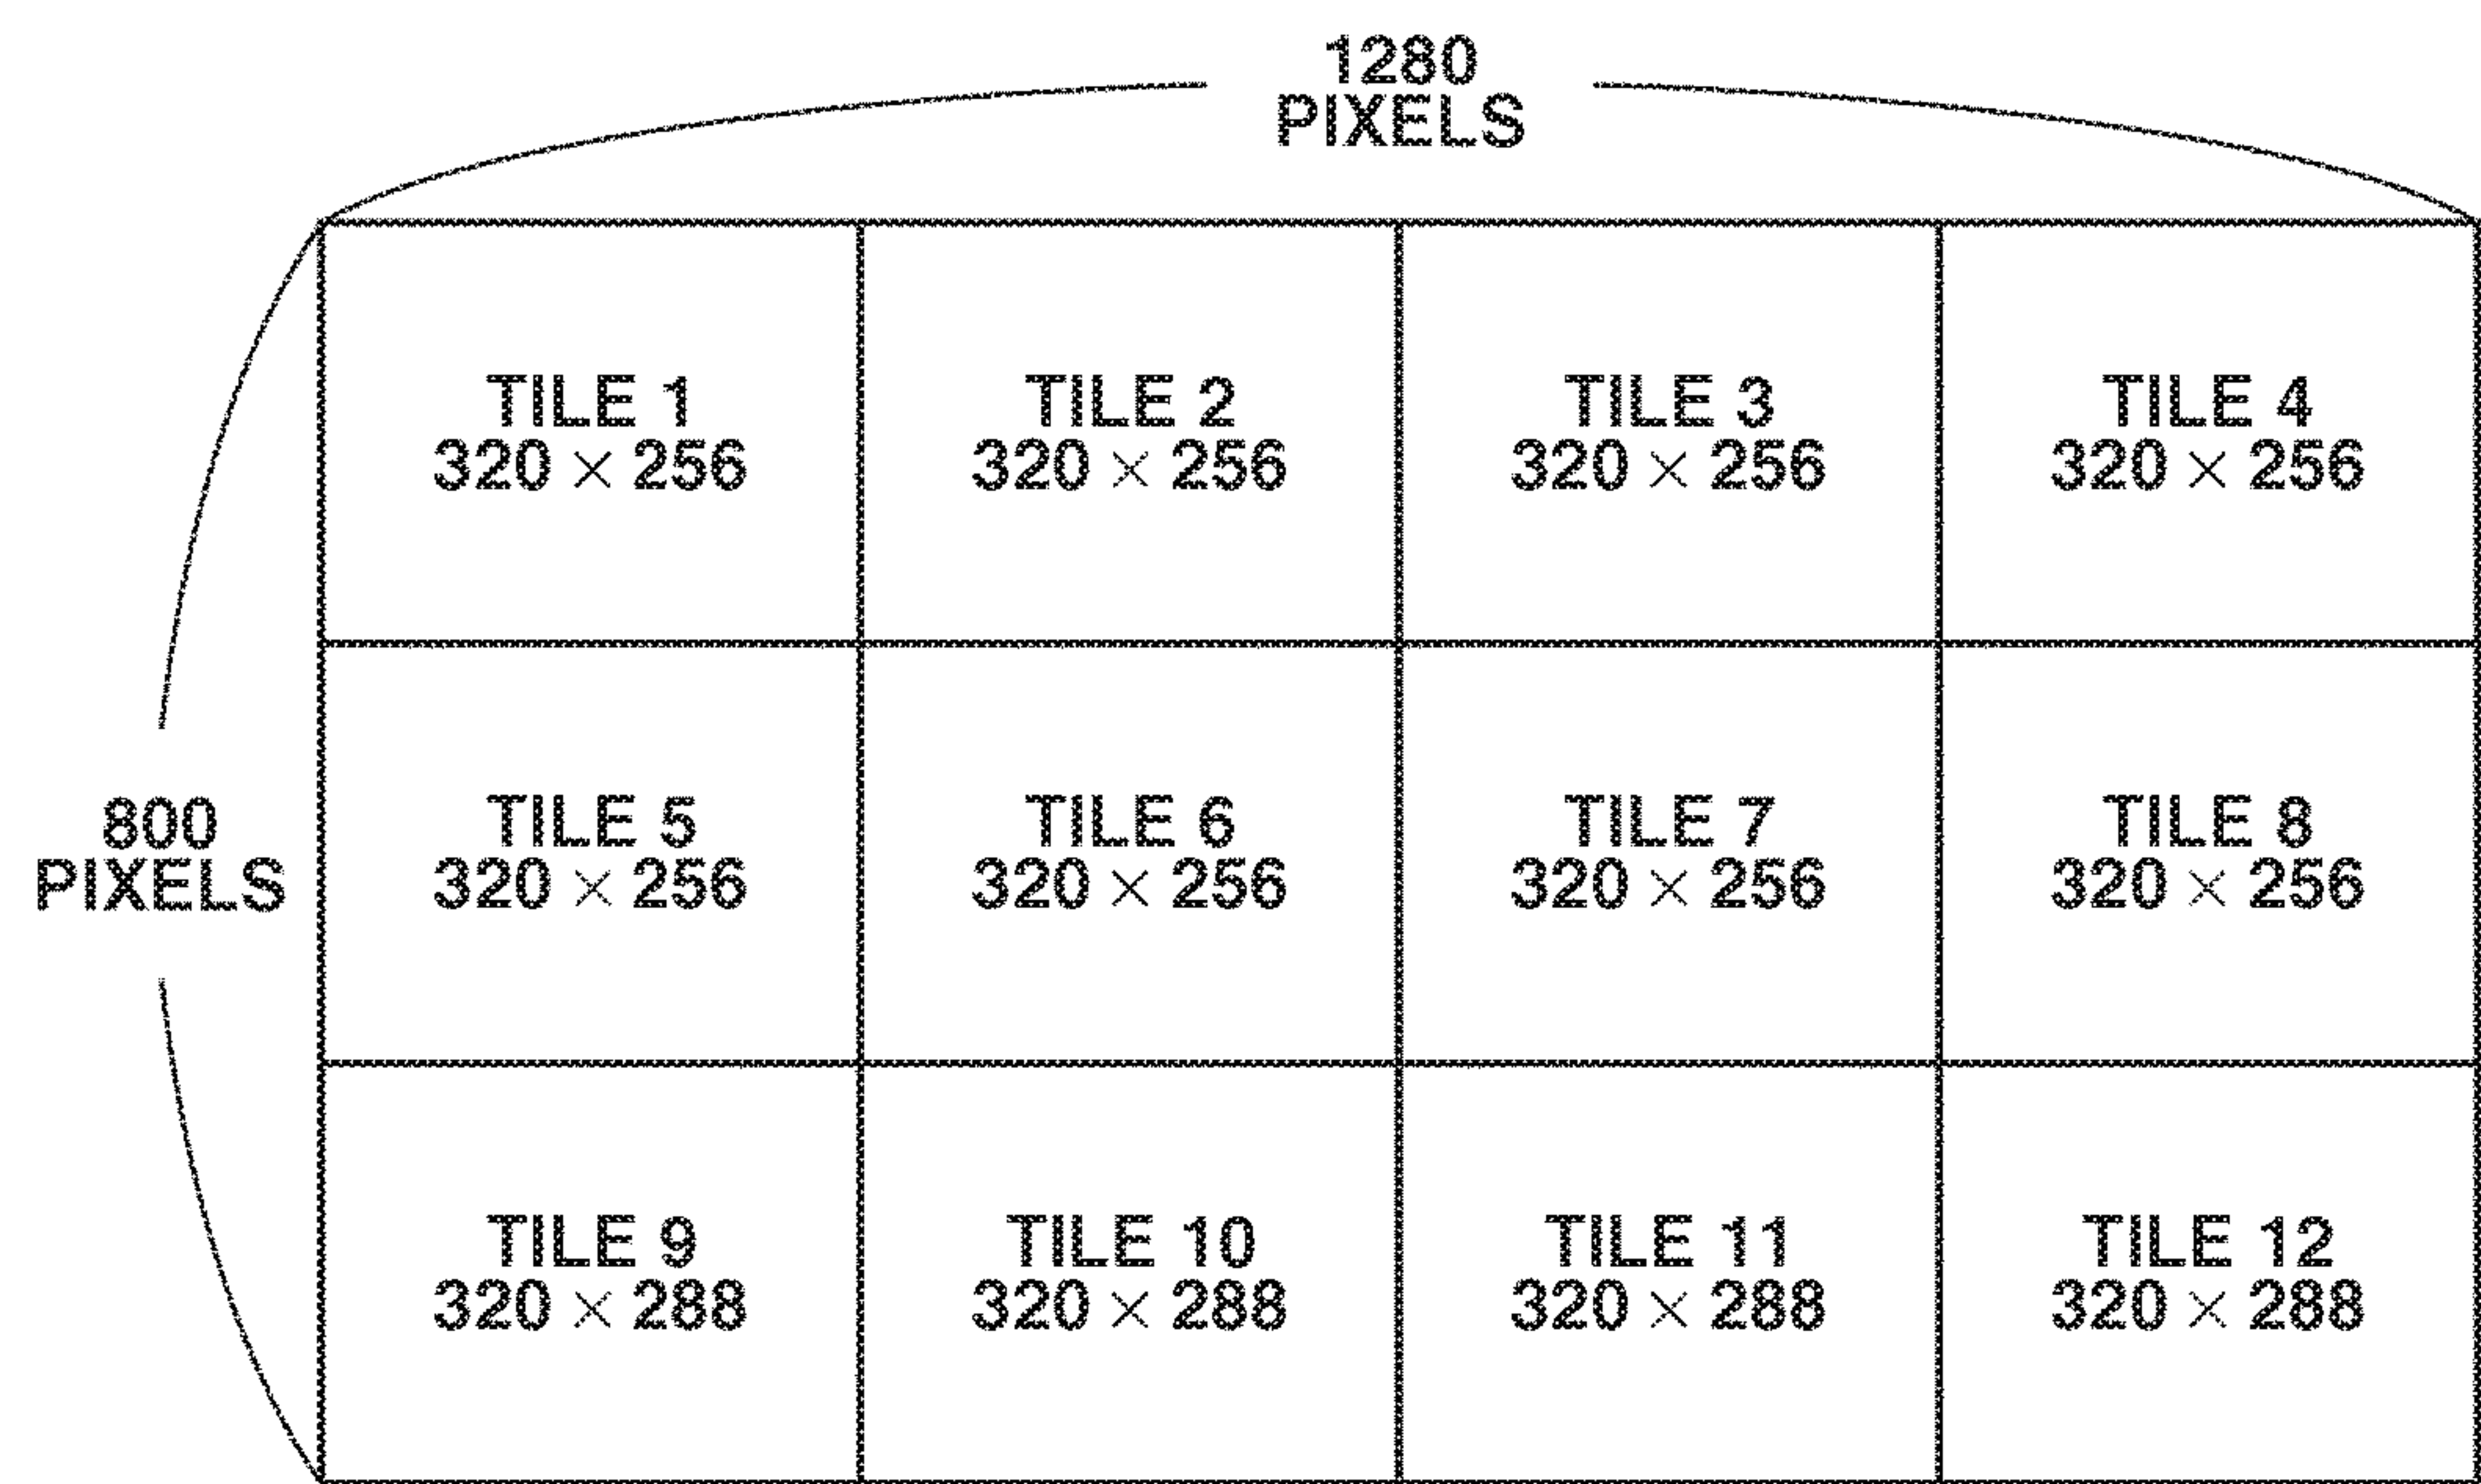 1280
PIXELS
TILE 1
320 × 256
TILE 2
320 × 256
TILE 3
320 × 256
TILE 4
320 × 256
800
PIXELS
TILE 5
320 × 256
TILE 6
320 × 256
TILE 7
320 × 256
TILE 8
320 × 256
TILE 9
320 × 288
TILE 10
320 × 288
TILE 11
320 × 288
TILE 12
320 × 288